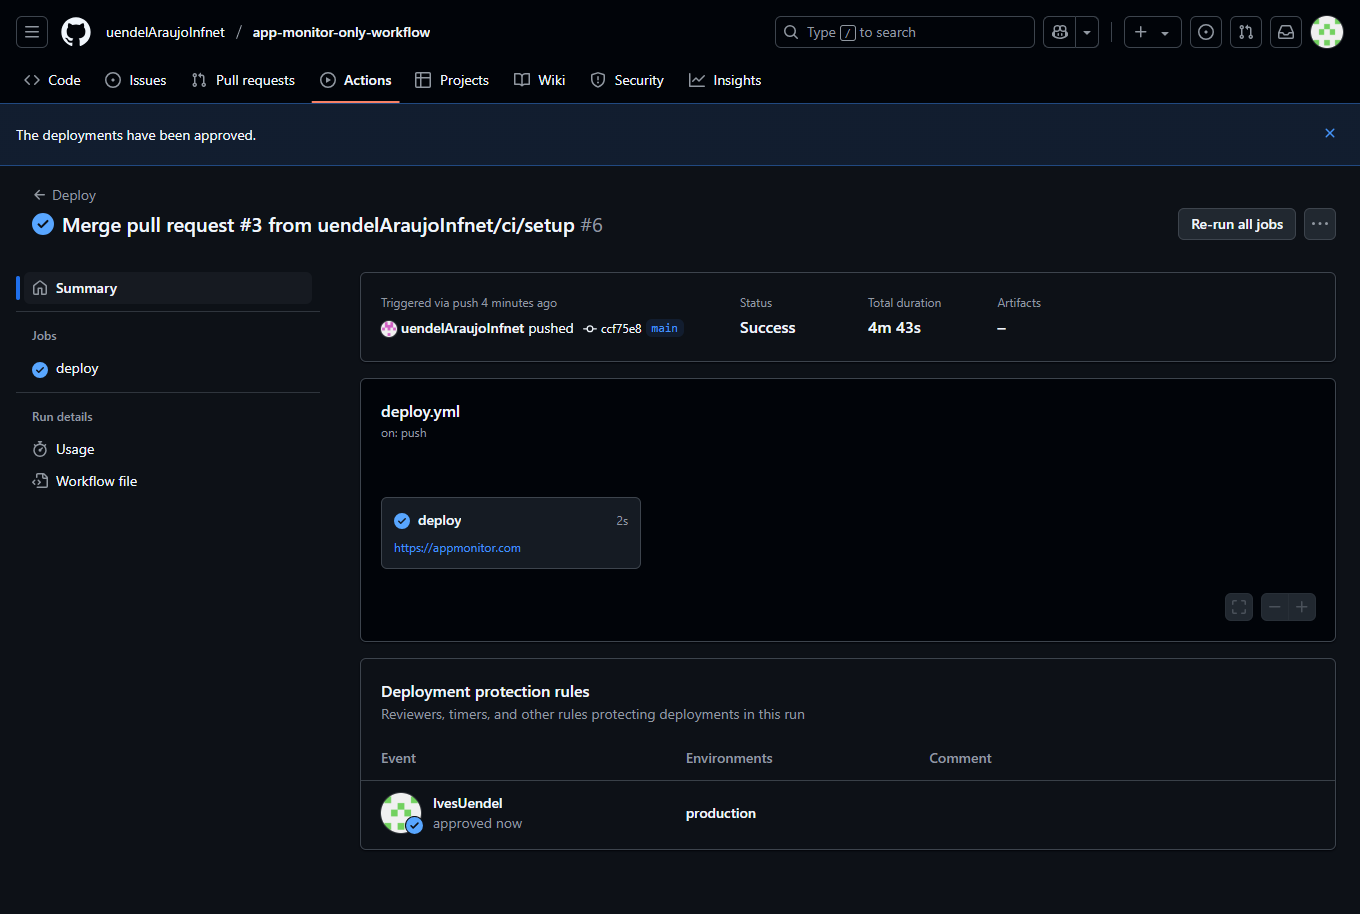 uendelAraujoInfnet / app-monitor-only-workflow
Type / to search
Code Issues Pull requests Actions Projects Wiki Security Insights
The deployments have been approved.
Deploy
Merge pull request #3 from uendelAraujoInfnet/ci/setup #6
Re-run all jobs
Summary
Jobs
deploy
Run details
Usage
Workflow file
Triggered via push 4 minutes ago
uendelAraujoInfnet pushed ccf75e8 main
Status
Success
Total duration
4m 43s
Artifacts
–
deploy.yml
on: push
deploy 2s
https://appmonitor.com
Deployment protection rules
Reviewers, timers, and other rules protecting deployments in this run
Event Environments Comment
IvesUendel
approved now
production